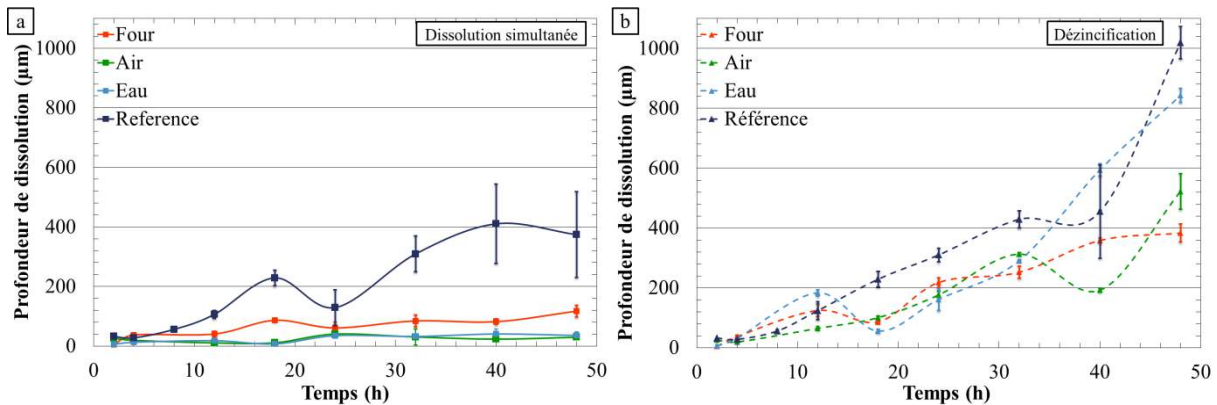 a
Dissolution simultanée
Four
Air
Eau
Reference
Profondeur de dissolution (µm)
1000
800
600
400
200
0
0 10 20 30 40 50
Temps (h)
b
Dézincification
Four
Air
Eau
Référence
Profondeur de dissolution (µm)
1000
800
600
400
200
0
0 10 20 30 40 50
Temps (h)